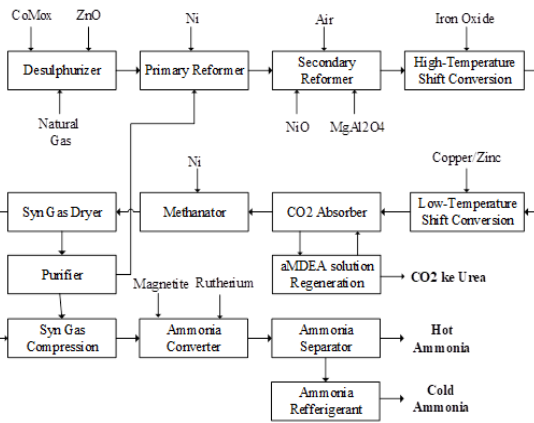 CoMox
ZnO
Ni
Air
Iron Oxide
Desulphurizer
Primary Reformer
Secondary
Reformer
High-Temperature
Shift Conversion
Natural
Gas
NiO
MgAl2O4
Ni
Copper/Zinc
Syn Gas Dryer
Methanator
CO2 Absorber
Low-Temperature
Shift Conversion
Purifier
aMDEA solution
Regeneration
CO2 ke Urea
Magnetite
Rutherium
Syn Gas
Compression
Ammonia
Converter
Ammonia
Separator
Hot
Ammonia
Ammonia
Refferigerant
Cold
Ammonia